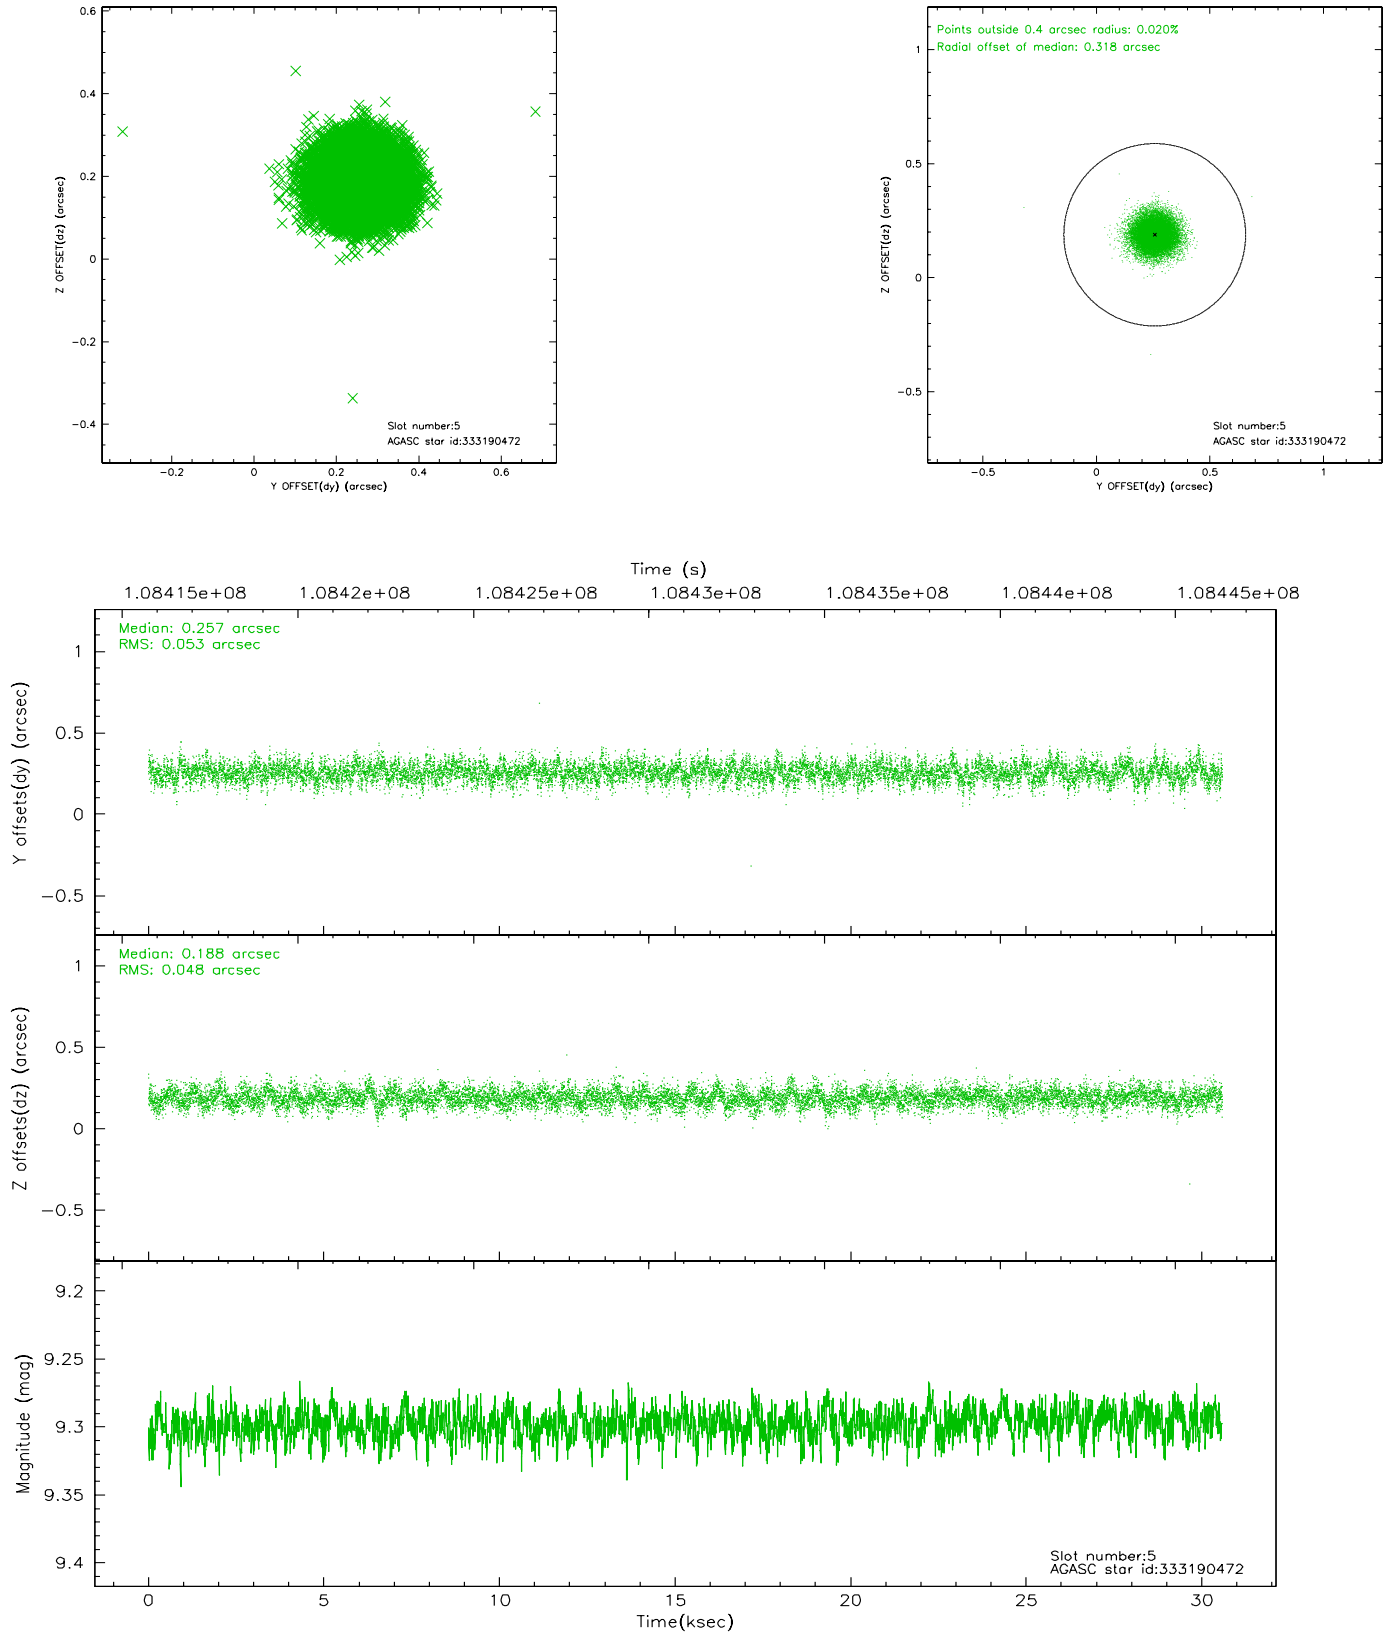 0.6
0.4
0.2
0
−0.2
−0.4
Z OFFSET(dz) (arcsec)
Slot number:5
AGASC star id:333190472
−0.2 0 0.2 0.4 0.6
Y OFFSET(dy) (arcsec)
Points outside 0.4 arcsec radius: 0.020%
Radial offset of median: 0.318 arcsec
1
0.5
0
−0.5
Z OFFSET(dz) (arcsec)
Slot number:5
AGASC star id:333190472
−0.5 0 0.5 1
Y OFFSET(dy) (arcsec)
Time (s)
1.08415e+08 1.0842e+08 1.08425e+08 1.0843e+08 1.08435e+08 1.0844e+08 1.08445e+08
Median: 0.257 arcsec
RMS: 0.053 arcsec
1
0.5
0
−0.5
Y offsets(dy) (arcsec)
Median: 0.188 arcsec
RMS: 0.048 arcsec
1
0.5
0
−0.5
Z offsets(dz) (arcsec)
9.2
9.25
9.3
9.35
9.4
Magnitude (mag)
Slot number:5
AGASC star id:333190472
0 5 10 15 20 25 30
Time(ksec)